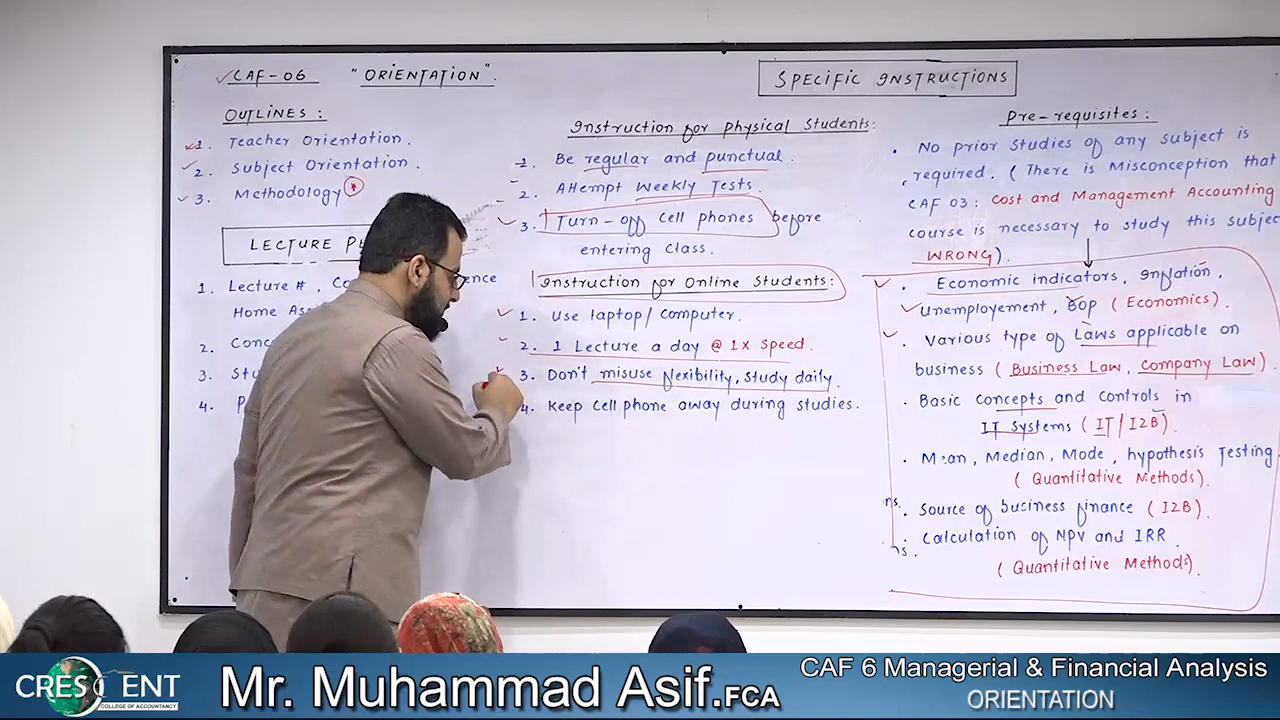 CAF-06 "ORIENTATION".
OUTLINES :
1. Teacher Orientation.
2. Subject Orientation.
3. Methodology *
LECTURE
1. Lecture #, ence
Home
2.
3.
4.
SPECIFIC INSTRUCTIONS
Instruction for Physical Students:
1. Be regular and punctual.
2. Attempt Weekly Tests.
3. Turn-off cell phones before
entering class.
Instruction for Online Students:
1. Use laptop/computer.
2. 1 Lecture a day @ 1x speed.
3. Don't misuse flexibility, study daily.
4. Keep cell phone away during studies.
Pre-requisites:
. No prior studies of any subject is
required. (There is Misconception that
CAF 03: Cost and Management Accounting
course is necessary to study this subject
WRONG).
. Economic indicators, Inflation,
Unemployement, BOP (Economics).
. Various type of Laws applicable on
business (Business Law, Company Law).
. Basic concepts and controls in
IT Systems (IT/I2B).
. Mean, Median, Mode, hypothesis Testing.
(Quantitative Methods).
ns. . Source of business finance (I2B).
. Calculation of NPV and IRR.
s. (Quantitative Methods).
CRESCENT
COLLEGE OF ACCOUNTANCY
Mr. Muhammad Asif.FCA
CAF 6 Managerial & Financial Analysis
ORIENTATION